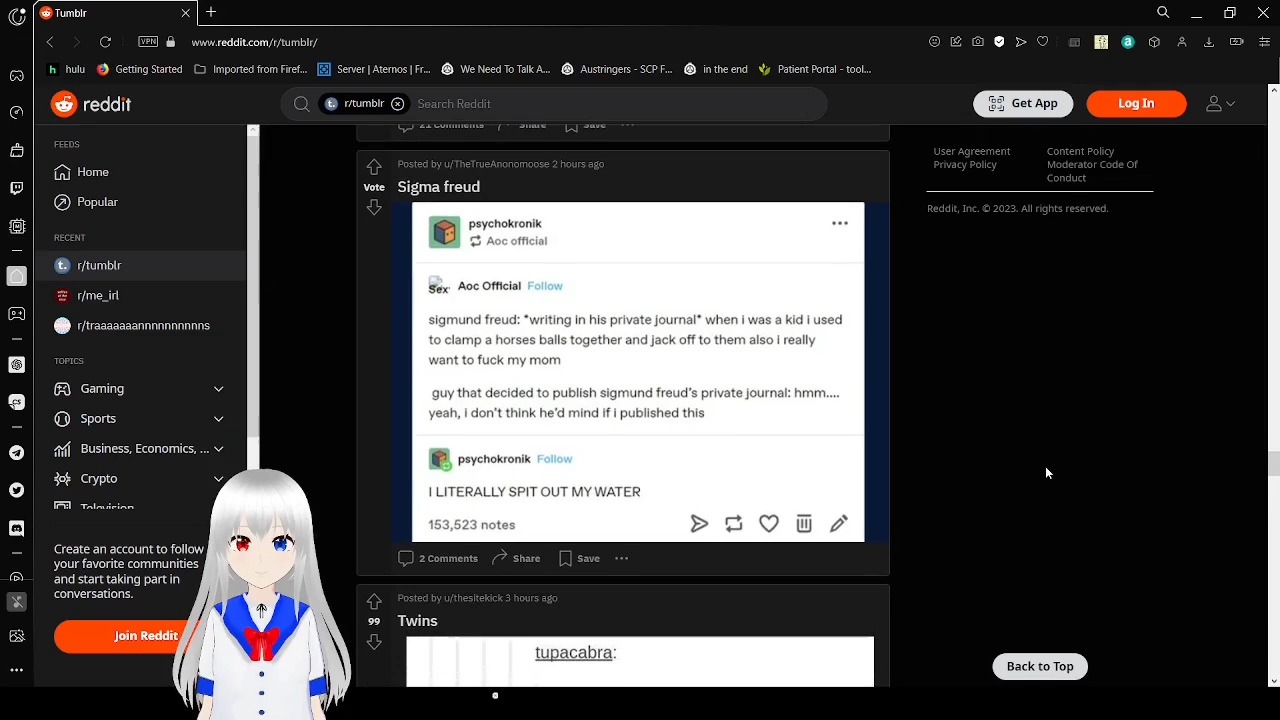 Tumblr
VPN
www.reddit.com/r/tumblr/
hulu
Getting Started
Imported from Firef...
Server | Aternos | Fr...
We Need To Talk A...
Austringers - SCP F...
in the end
Patient Portal - tool...
reddit
r/tumblr
Search Reddit
Get App
Log In
FEEDS
Home
Popular
RECENT
r/tumblr
r/me_irl
r/traaaaaaannnnnnnnnns
TOPICS
Gaming
Sports
Business, Economics, ...
Crypto
Television
Create an account to follow
your favorite communities
and start taking part in
conversations.
Join Reddit
21 Comments
Share
Save
Posted by u/TheTrueAnonomoose 2 hours ago
Vote
Sigma freud
psychokronik
Aoc official
Sex
Aoc Official Follow
sigmund freud: *writing in his private journal* when i was a kid i used
to clamp a horses balls together and jack off to them also i really
want to fuck my mom
guy that decided to publish sigmund freud's private journal: hmm....
yeah, i don't think he'd mind if i published this
psychokronik Follow
I LITERALLY SPIT OUT MY WATER
153,523 notes
2 Comments
Share
Save
Posted by u/thesitekick 3 hours ago
99
Twins
tupacabra:
User Agreement
Privacy Policy
Content Policy
Moderator Code Of
Conduct
Reddit, Inc. © 2023. All rights reserved.
Back to Top